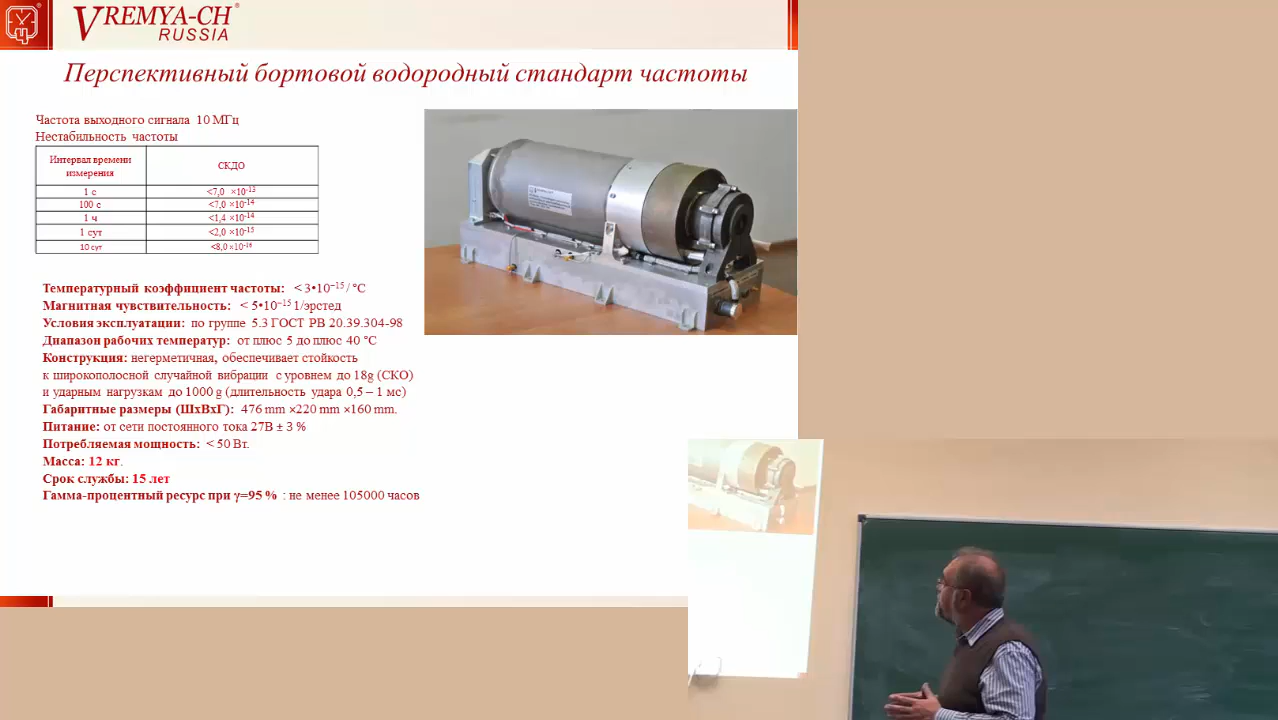 VREMYA-CH®
RUSSIA
Перспективный бортовой водородный стандарт частоты
Частота выходного сигнала 10 МГц
Нестабильность частоты
Интервал времени измерения СКДО
1 с <7,0 ×10⁻¹³
100 с <7,0 ×10⁻¹⁴
1 ч <1,4 ×10⁻¹⁴
1 сут <2,0 ×10⁻¹⁵
10 сут <8,0 ×10⁻¹⁶
Температурный коэффициент частоты: < 3•10⁻¹⁵ / °С
Магнитная чувствительность: < 5•10⁻¹⁵ 1/эрстед
Условия эксплуатации: по группе 5.3 ГОСТ РВ 20.39.304-98
Диапазон рабочих температур: от плюс 5 до плюс 40 °С
Конструкция: негерметичная, обеспечивает стойкость
к широкополосной случайной вибрации с уровнем до 18g (СКО)
и ударным нагрузкам до 1000 g (длительность удара 0,5 – 1 мс)
Габаритные размеры (ШхВхГ): 476 mm ×220 mm ×160 mm.
Питание: от сети постоянного тока 27В ± 3 %
Потребляемая мощность: < 50 Вт.
Масса: 12 кг.
Срок службы: 15 лет
Гамма-процентный ресурс при γ=95 % : не менее 105000 часов